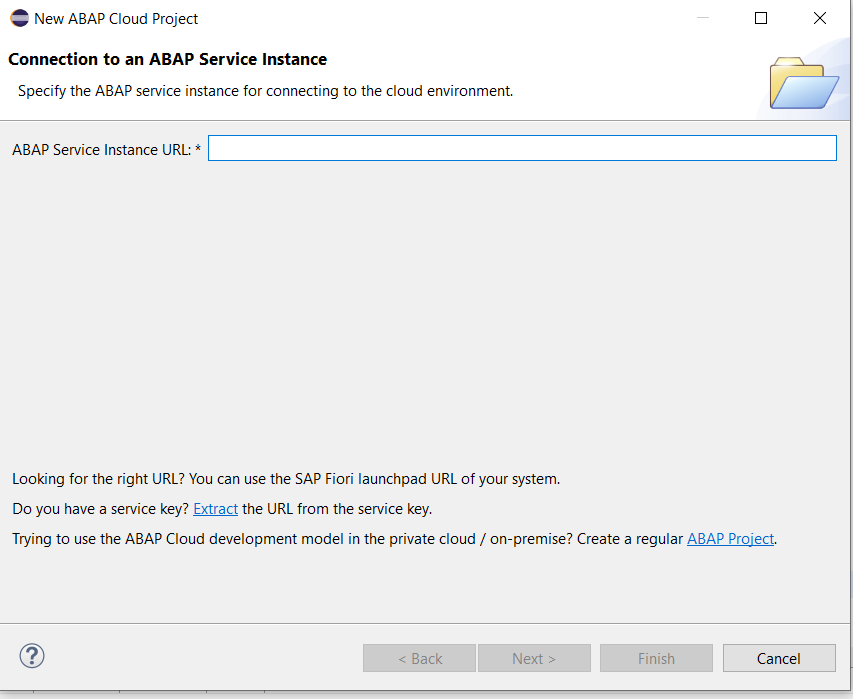 New ABAP Cloud Project
Connection to an ABAP Service Instance
Specify the ABAP service instance for connecting to the cloud environment.
ABAP Service Instance URL: *
Looking for the right URL? You can use the SAP Fiori launchpad URL of your system.
Do you have a service key? Extract the URL from the service key.
Trying to use the ABAP Cloud development model in the private cloud / on-premise? Create a regular ABAP Project.
? < Back Next > Finish Cancel